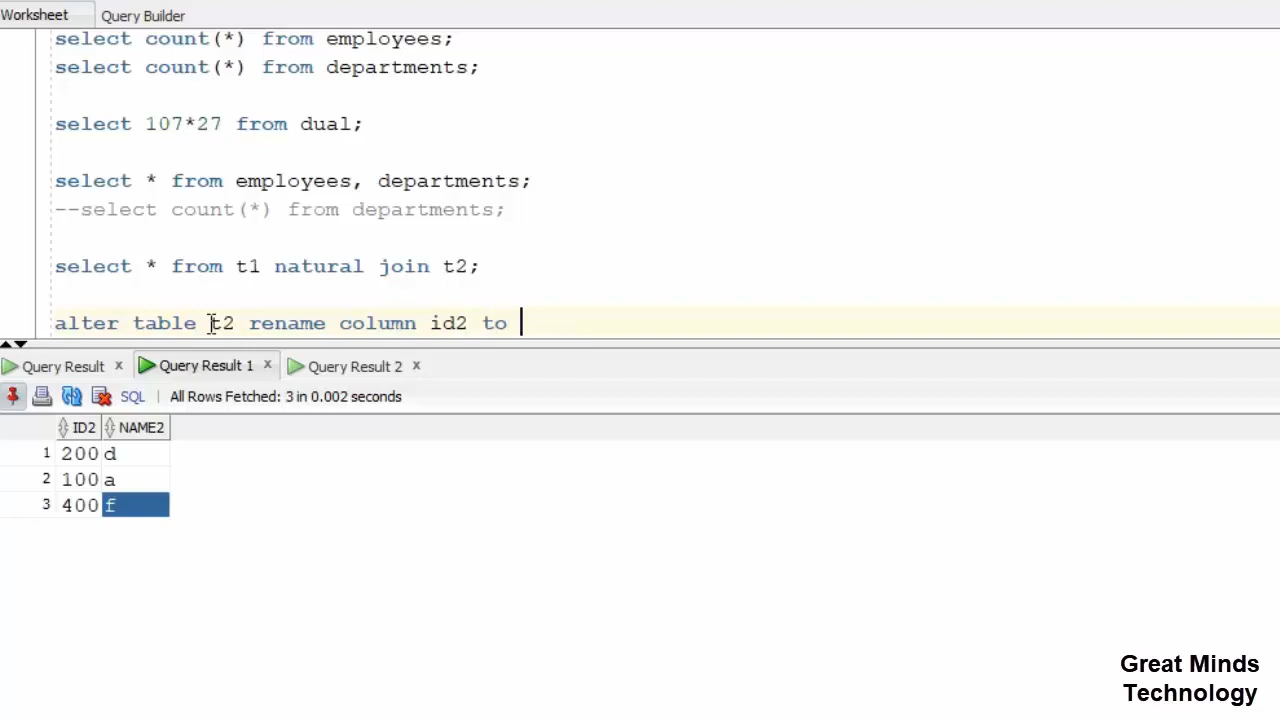 Worksheet Query Builder
select count(*) from employees;
select count(*) from departments;
select 107*27 from dual;
select * from employees, departments;
--select count(*) from departments;
select * from t1 natural join t2;
alter table t2 rename column id2 to
Query Result × Query Result 1 × Query Result 2 ×
SQL | All Rows Fetched: 3 in 0.002 seconds
ID2 NAME2
1 200 d
2 100 a
3 400 f
Great Minds
Technology